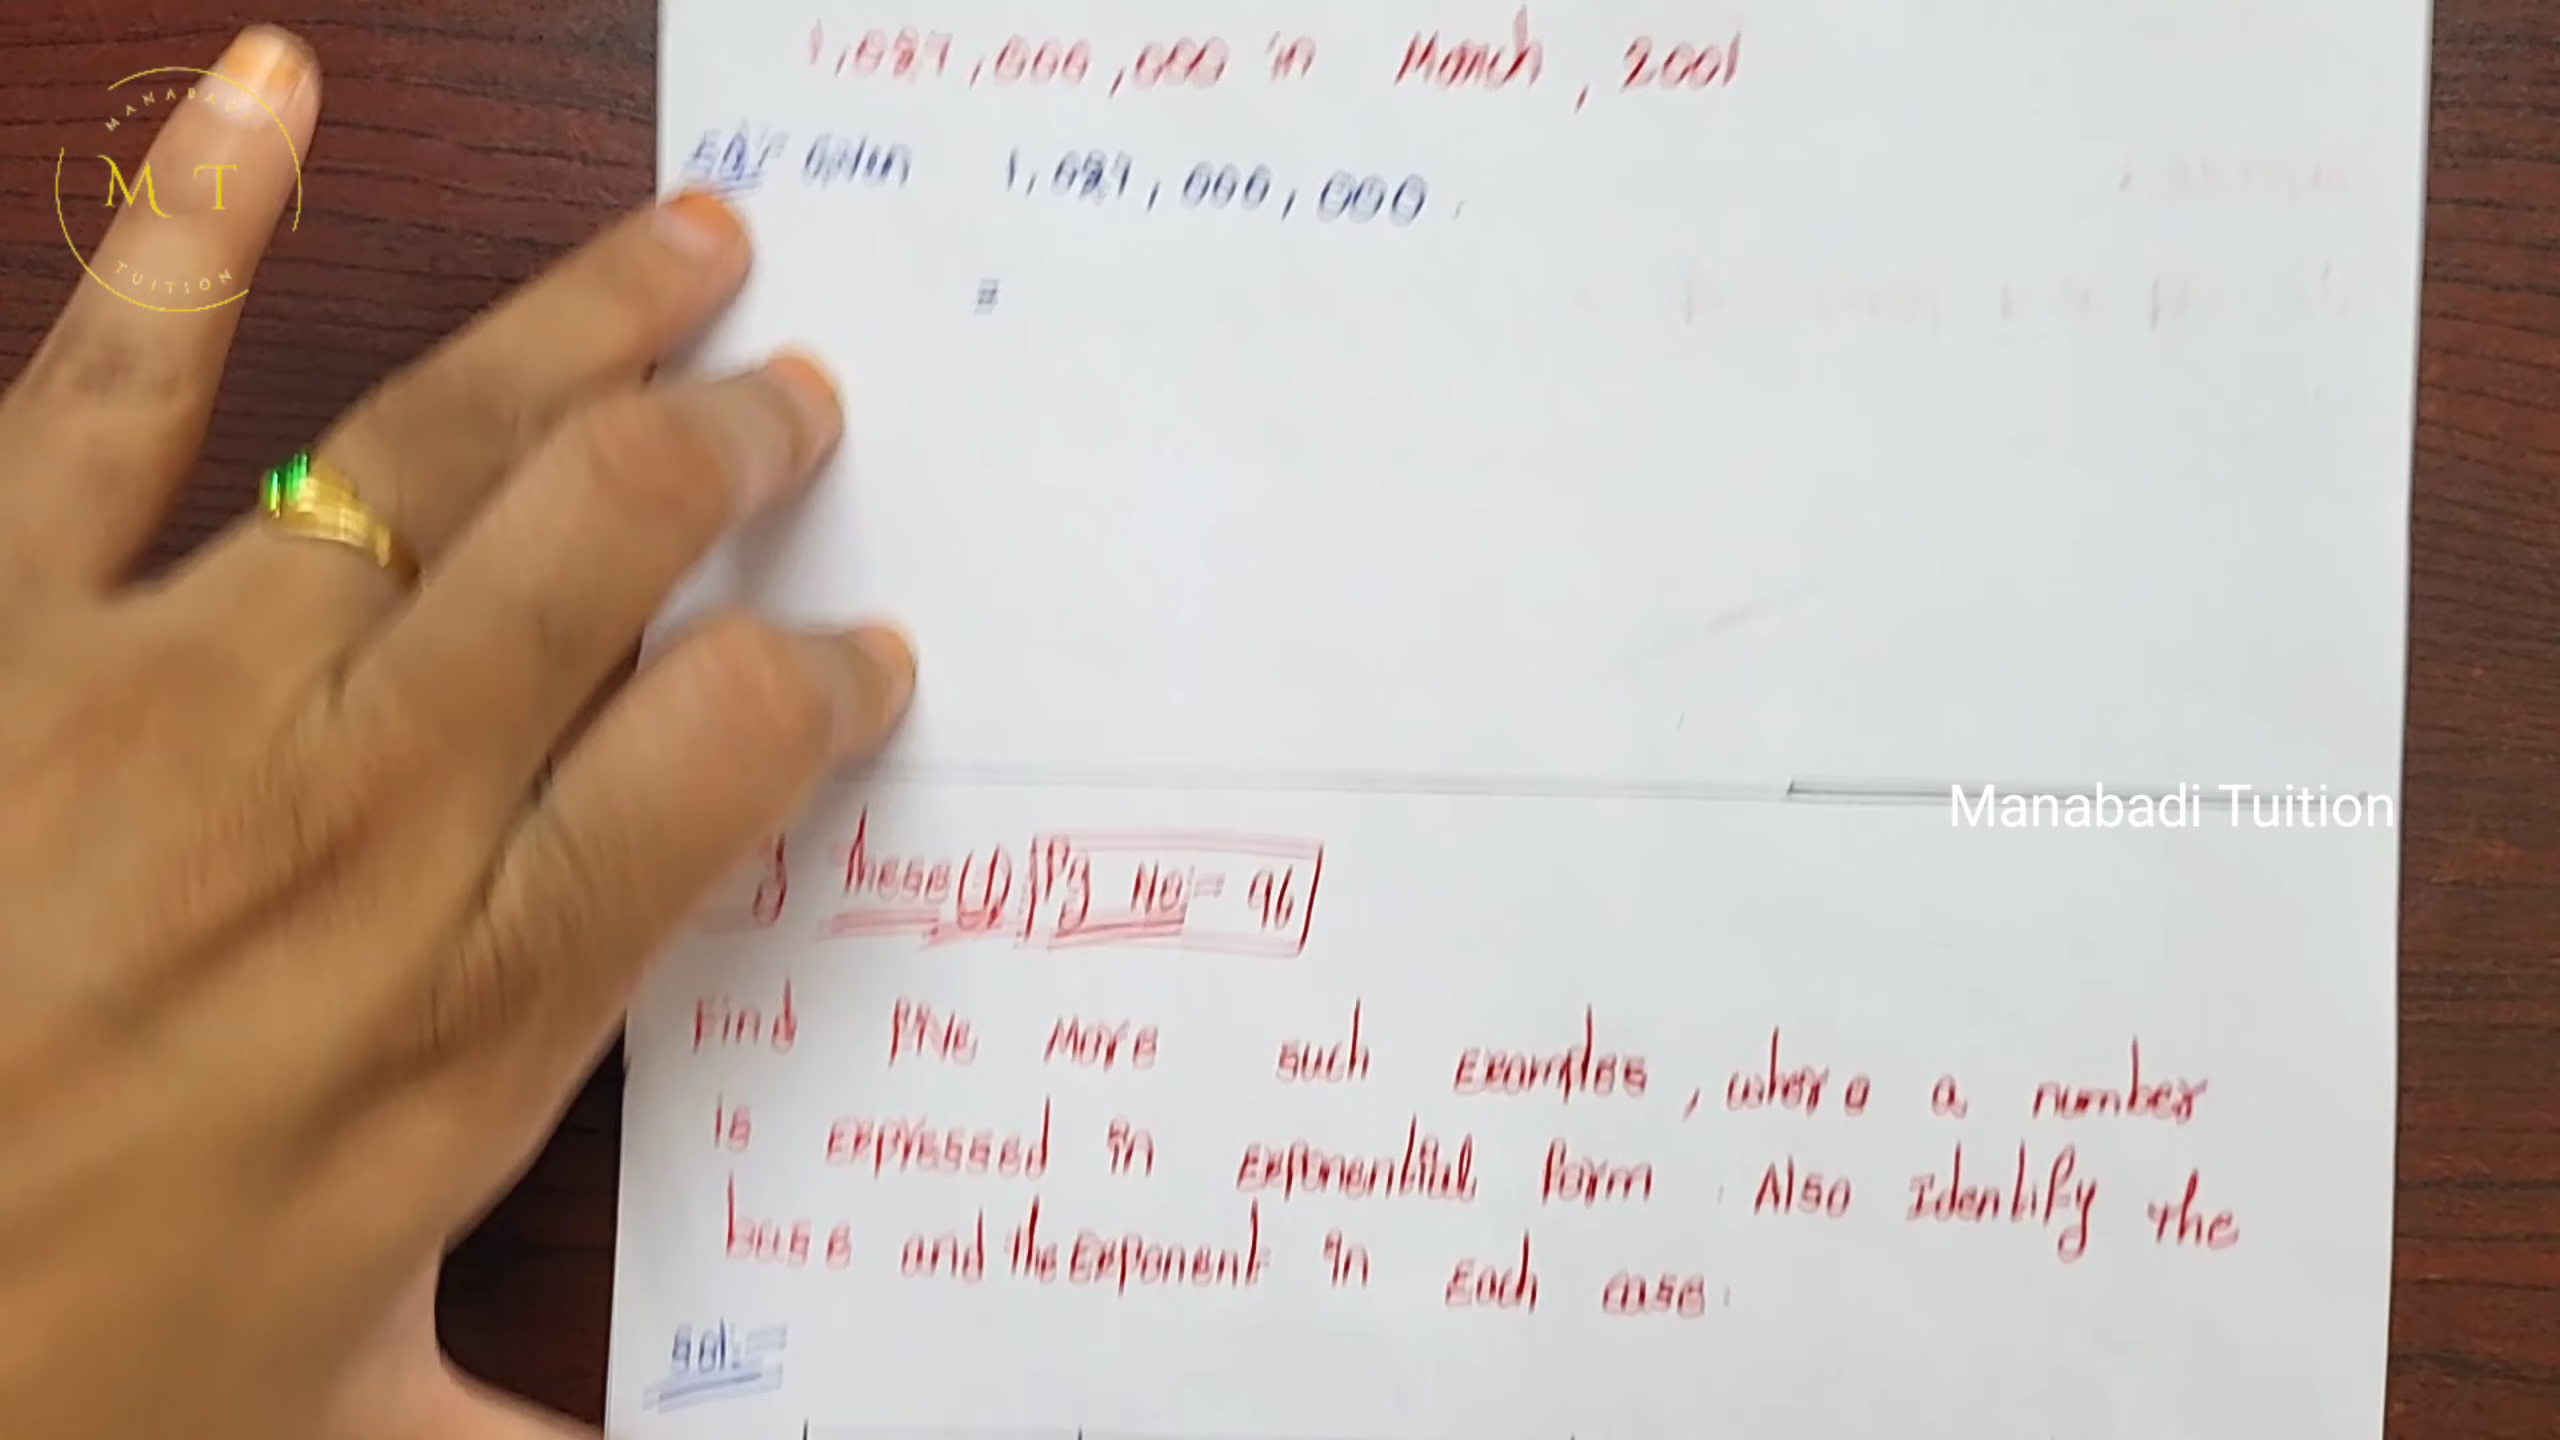 1,027,000,000 in March, 2001
MANABADI
M T
TUITION
Sol: Given 1,027,000,000.
=
Manabadi Tuition
these(1) Pg No:- 96
Find five more such Examples, where a number
is expressed in exponential form. Also Identify the
base and the Exponent in Each case.
Sol:-